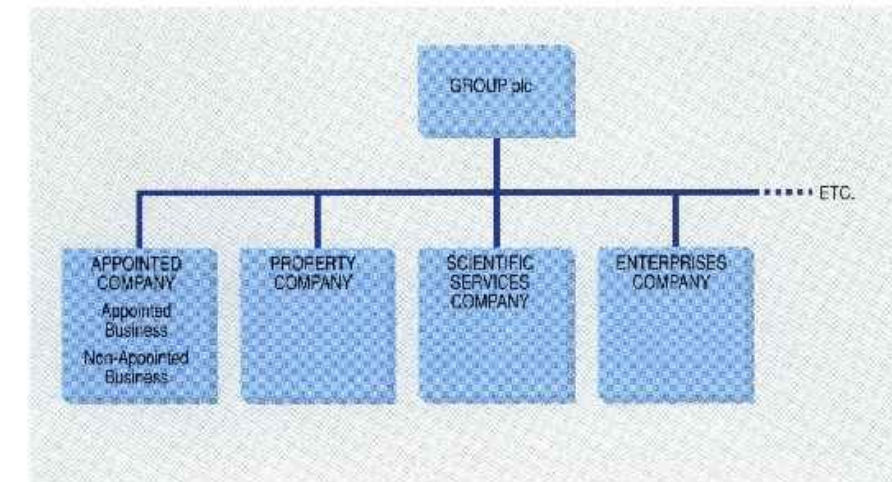 GROUP plc
ETC.
APPOINTED
COMPANY
Appointed
Business
Non-Appointed
Business
PROPERTY
COMPANY
SCIENTIFIC
SERVICES
COMPANY
ENTERPRISES
COMPANY